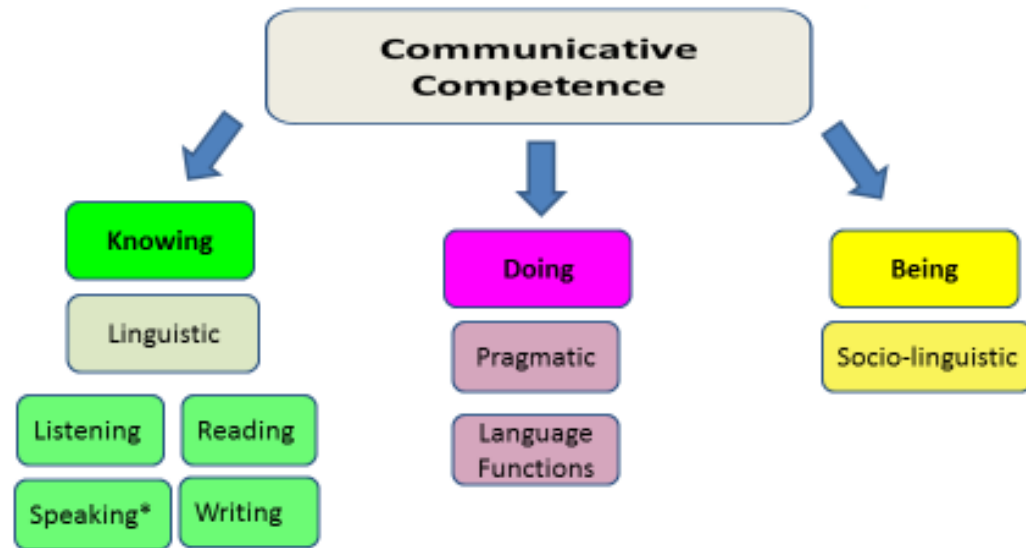 Communicative
Competence
Knowing
Linguistic
Listening
Reading
Speaking*
Writing
Doing
Pragmatic
Language
Functions
Being
Socio-linguistic